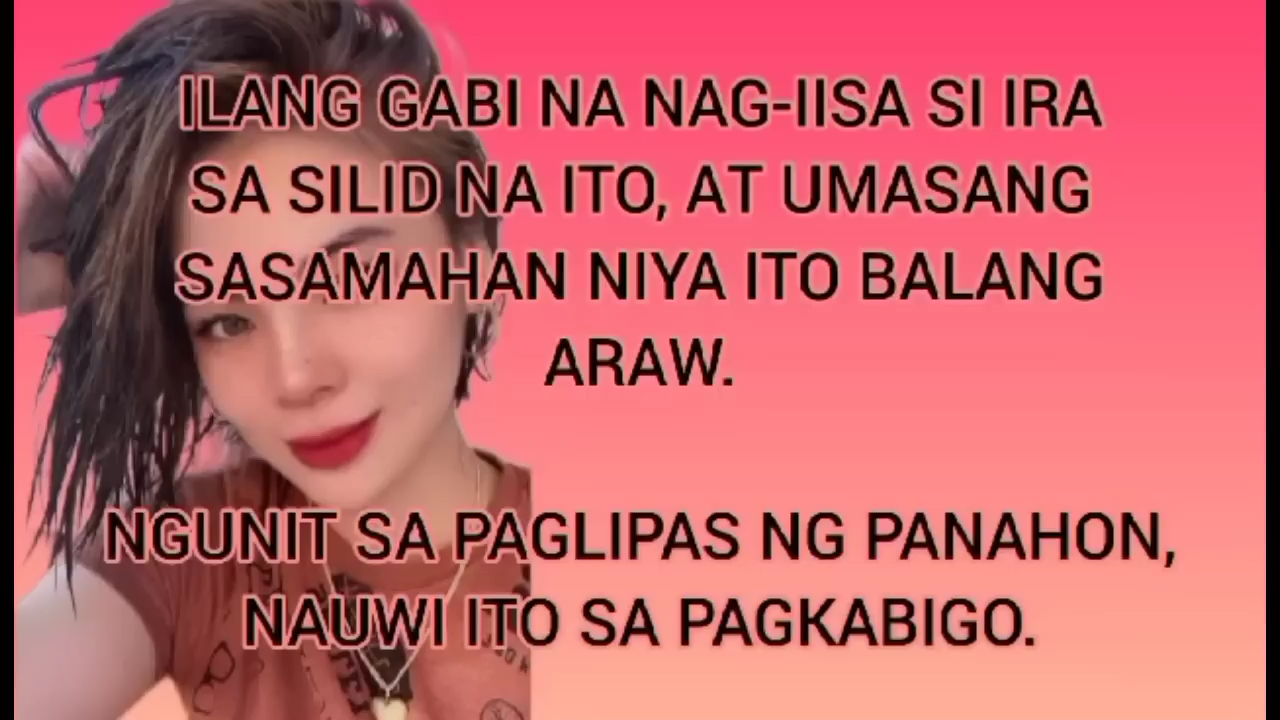 ILANG GABI NA NAG-IISA SI IRA
SA SILID NA ITO, AT UMASANG
SASAMAHAN NIYA ITO BALANG
ARAW.
NGUNIT SA PAGLIPAS NG PANAHON,
NAUWI ITO SA PAGKABIGO.